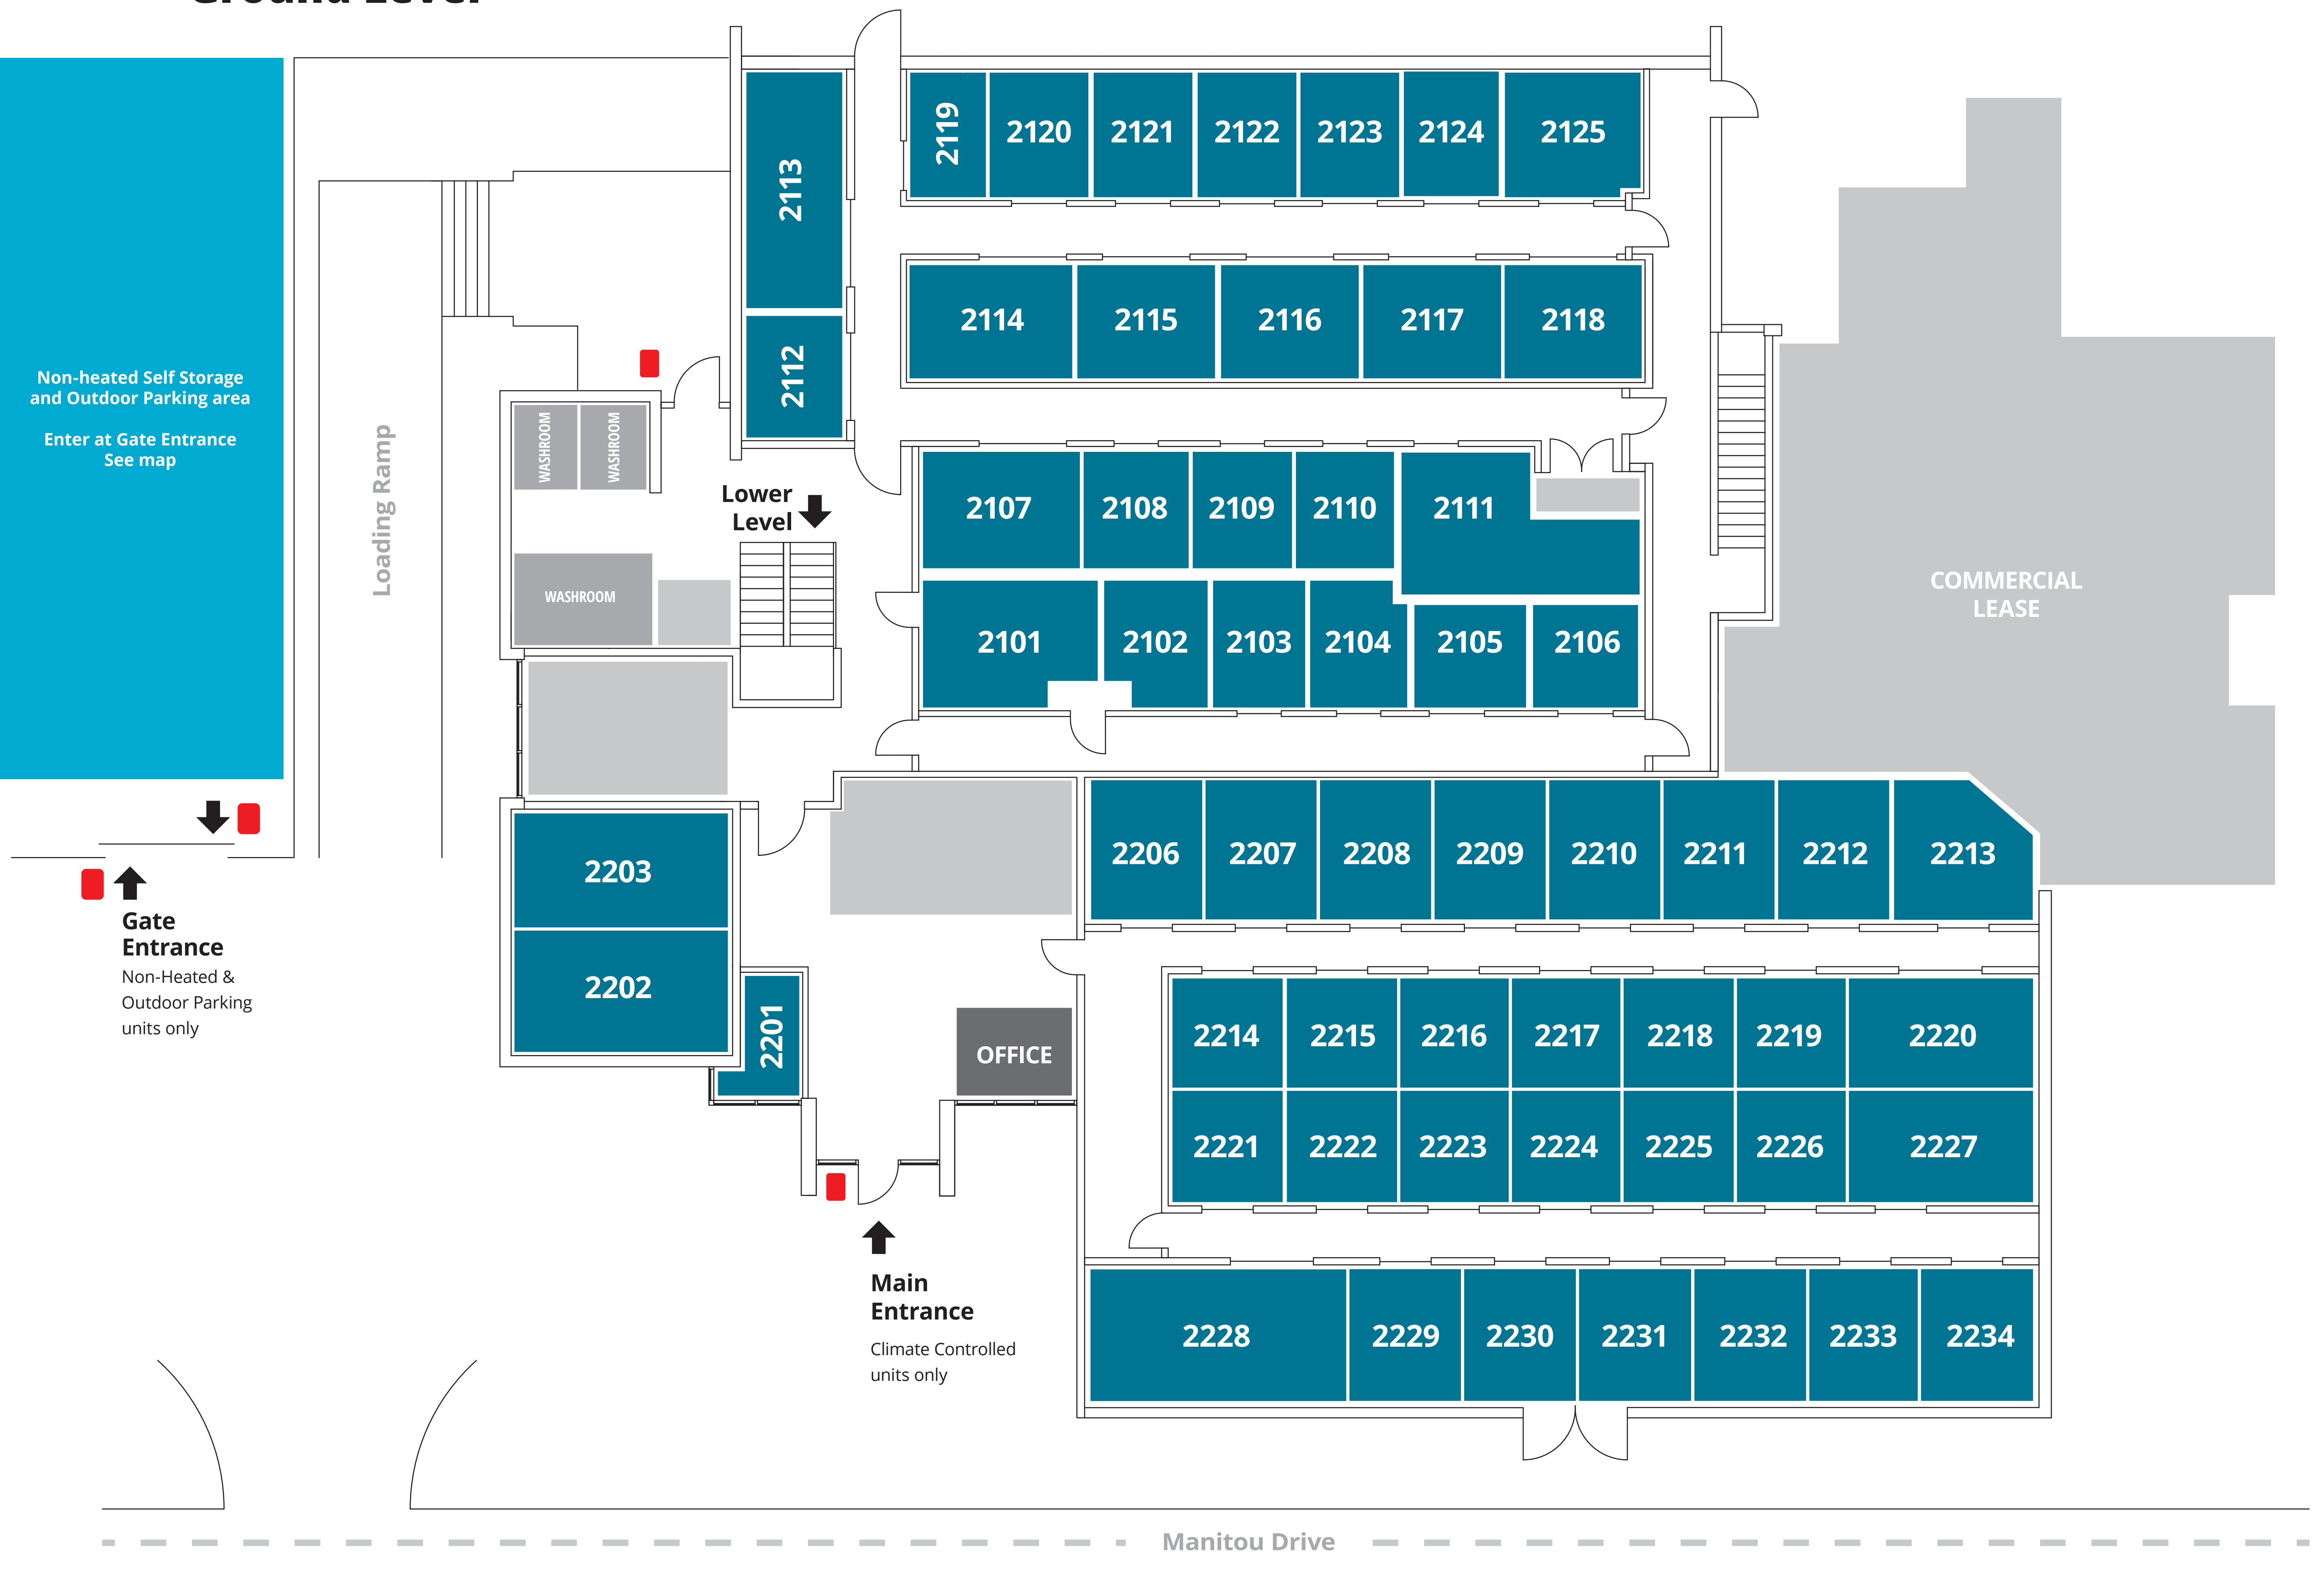 Ground Level
2113
2119
2120
2121
2122
2123
2124
2125
2114
2115
2116
2117
2118
2112
Non-heated Self Storage
and Outdoor Parking area
Enter at Gate Entrance
See map
Loading Ramp
WASHROOM
WASHROOM
Lower
Level
WASHROOM
2107
2108
2109
2110
2111
2101
2102
2103
2104
2105
2106
COMMERCIAL
LEASE
2206
2207
2208
2209
2210
2211
2212
2213
2203
2202
2201
Gate
Entrance
Non-Heated &
Outdoor Parking
units only
OFFICE
2214
2215
2216
2217
2218
2219
2220
2221
2222
2223
2224
2225
2226
2227
Main
Entrance
Climate Controlled
units only
2228
2229
2230
2231
2232
2233
2234
Manitou Drive